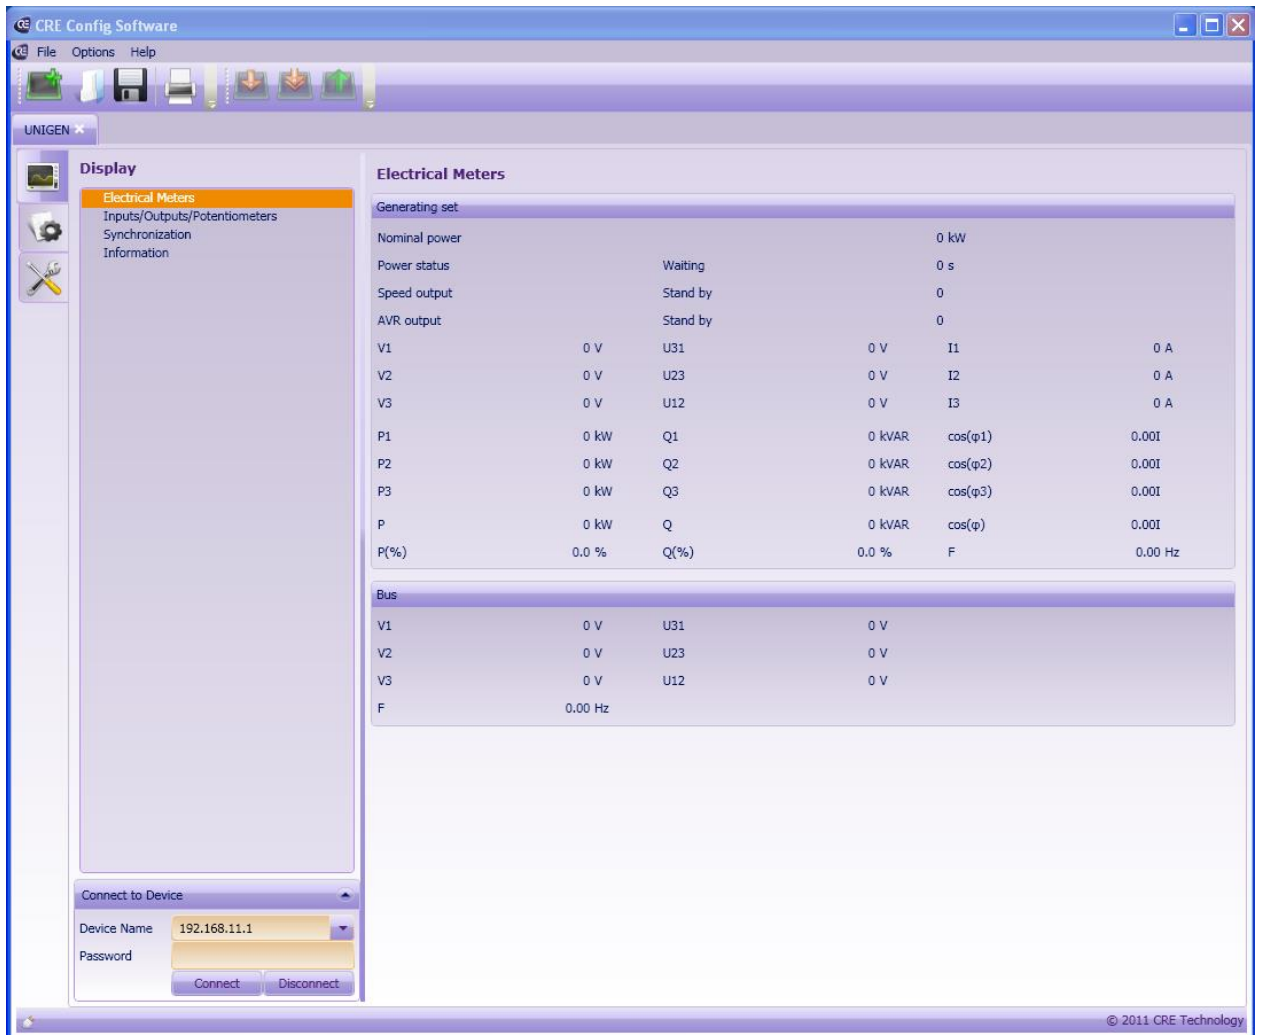 CRE Config Software
File Options Help
UNIGEN
Display
Electrical Meters
Inputs/Outputs/Potentiometers
Synchronization
Information
Connect to Device
Device Name 192.168.11.1
Password
Connect Disconnect
Electrical Meters
Generating set
Nominal power 0 kW
Power status Waiting 0 s
Speed output Stand by 0
AVR output Stand by 0
V1 0 V U31 0 V I1 0 A
V2 0 V U23 0 V I2 0 A
V3 0 V U12 0 V I3 0 A
P1 0 kW Q1 0 kVAR cos(φ1) 0.00I
P2 0 kW Q2 0 kVAR cos(φ2) 0.00I
P3 0 kW Q3 0 kVAR cos(φ3) 0.00I
P 0 kW Q 0 kVAR cos(φ) 0.00I
P(%) 0.0 % Q(%) 0.0 % F 0.00 Hz
Bus
V1 0 V U31 0 V
V2 0 V U23 0 V
V3 0 V U12 0 V
F 0.00 Hz
© 2011 CRE Technology